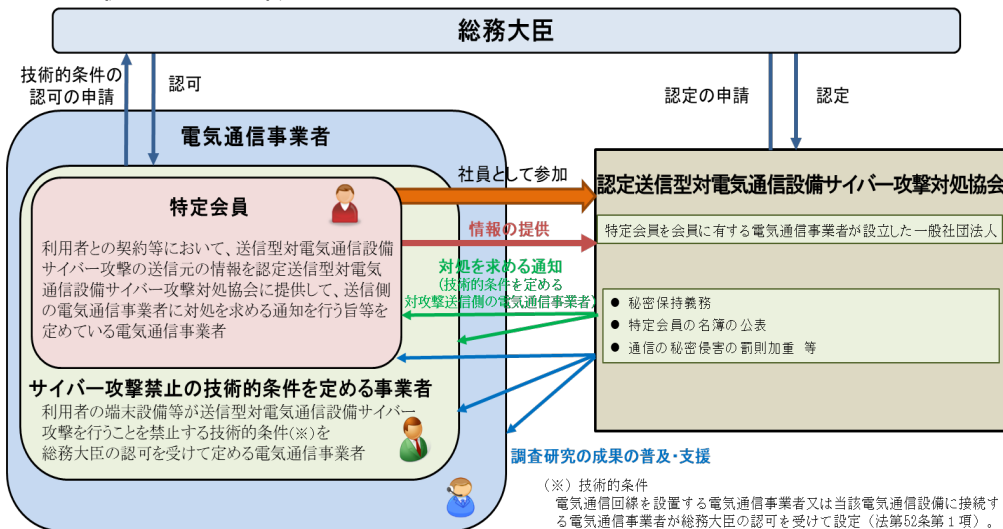 総務大臣
技術的条件の
認可の申請
認可
認定の申請
認定
電気通信事業者
特定会員
利用者との契約等において、送信型対電気通信設備
サイバー攻撃の送信元の情報を認定送信型対電気
通信設備サイバー攻撃対処協会に提供して、送信側
の電気通信事業者に対処を求める通知を行う旨等を
定めている電気通信事業者
サイバー攻撃禁止の技術的条件を定める事業者
利用者の端末設備等が送信型対電気通信設備サイバー
攻撃を行うことを禁止する技術的条件(※)を
総務大臣の認可を受けて定める電気通信事業者
社員として参加
情報の提供
対処を求める通知
(技術的条件を定める
対攻撃送信側の電気通信事業者)
認定送信型対電気通信設備サイバー攻撃対処協会
特定会員を会員に有する電気通信事業者が設立した一般社団法人
● 秘密保持義務
● 特定会員の名簿の公表
● 通信の秘密侵害の罰則加重 等
調査研究の成果の普及・支援
(※) 技術的条件
電気通信回線を設置する電気通信事業者又は当該電気通信設備に接続す
る電気通信事業者が総務大臣の認可を受けて設定(法第52条第1項)。